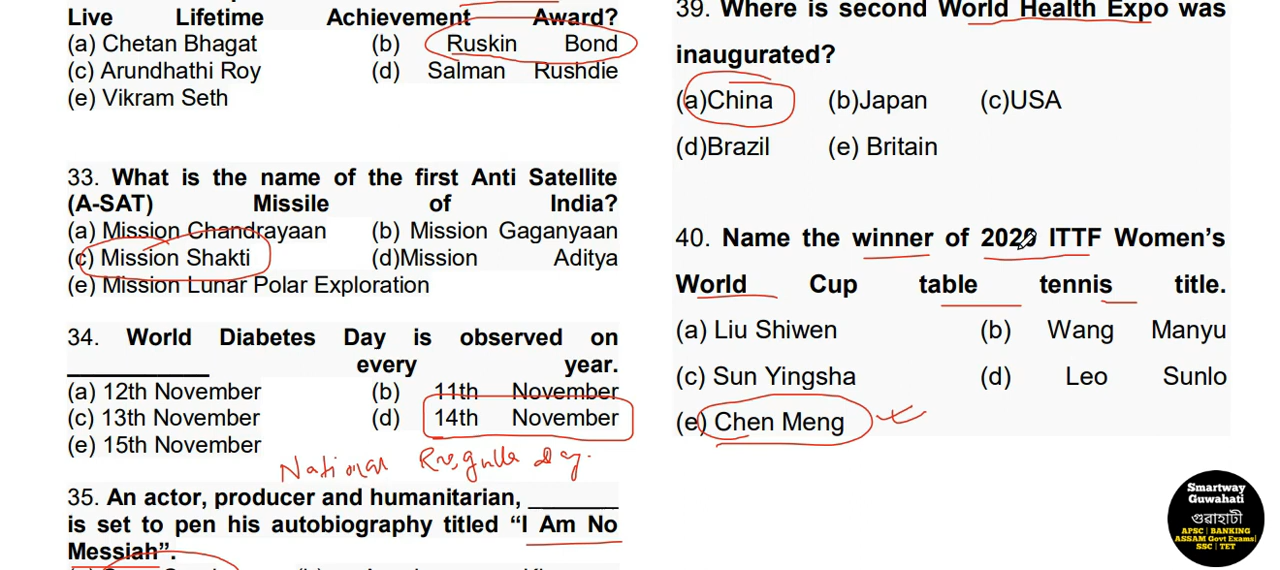 Live Lifetime Achievement Award?
(a) Chetan Bhagat (b) Ruskin Bond
(c) Arundhathi Roy (d) Salman Rushdie
(e) Vikram Seth
33. What is the name of the first Anti Satellite
(A-SAT) Missile of India?
(a) Mission Chandrayaan (b) Mission Gaganyaan
(c) Mission Shakti (d)Mission Aditya
(e) Mission Lunar Polar Exploration
34. World Diabetes Day is observed on
___________ every year.
(a) 12th November (b) 11th November
(c) 13th November (d) 14th November
(e) 15th November
National day.
35. An actor, producer and humanitarian, ______
is set to pen his autobiography titled “I Am No
Messiah”.
39. Where is second World Health Expo was
inaugurated?
(a)China (b)Japan (c)USA
(d)Brazil (e) Britain
40. Name the winner of 2020 ITTF Women’s
World Cup table tennis title.
(a) Liu Shiwen (b) Wang Manyu
(c) Sun Yingsha (d) Leo Sunlo
(e) Chen Meng
Smartway
Guwahati
গুৱাহাটী
APSC | BANKING
ASSAM Govt Exams|
SSC | TET